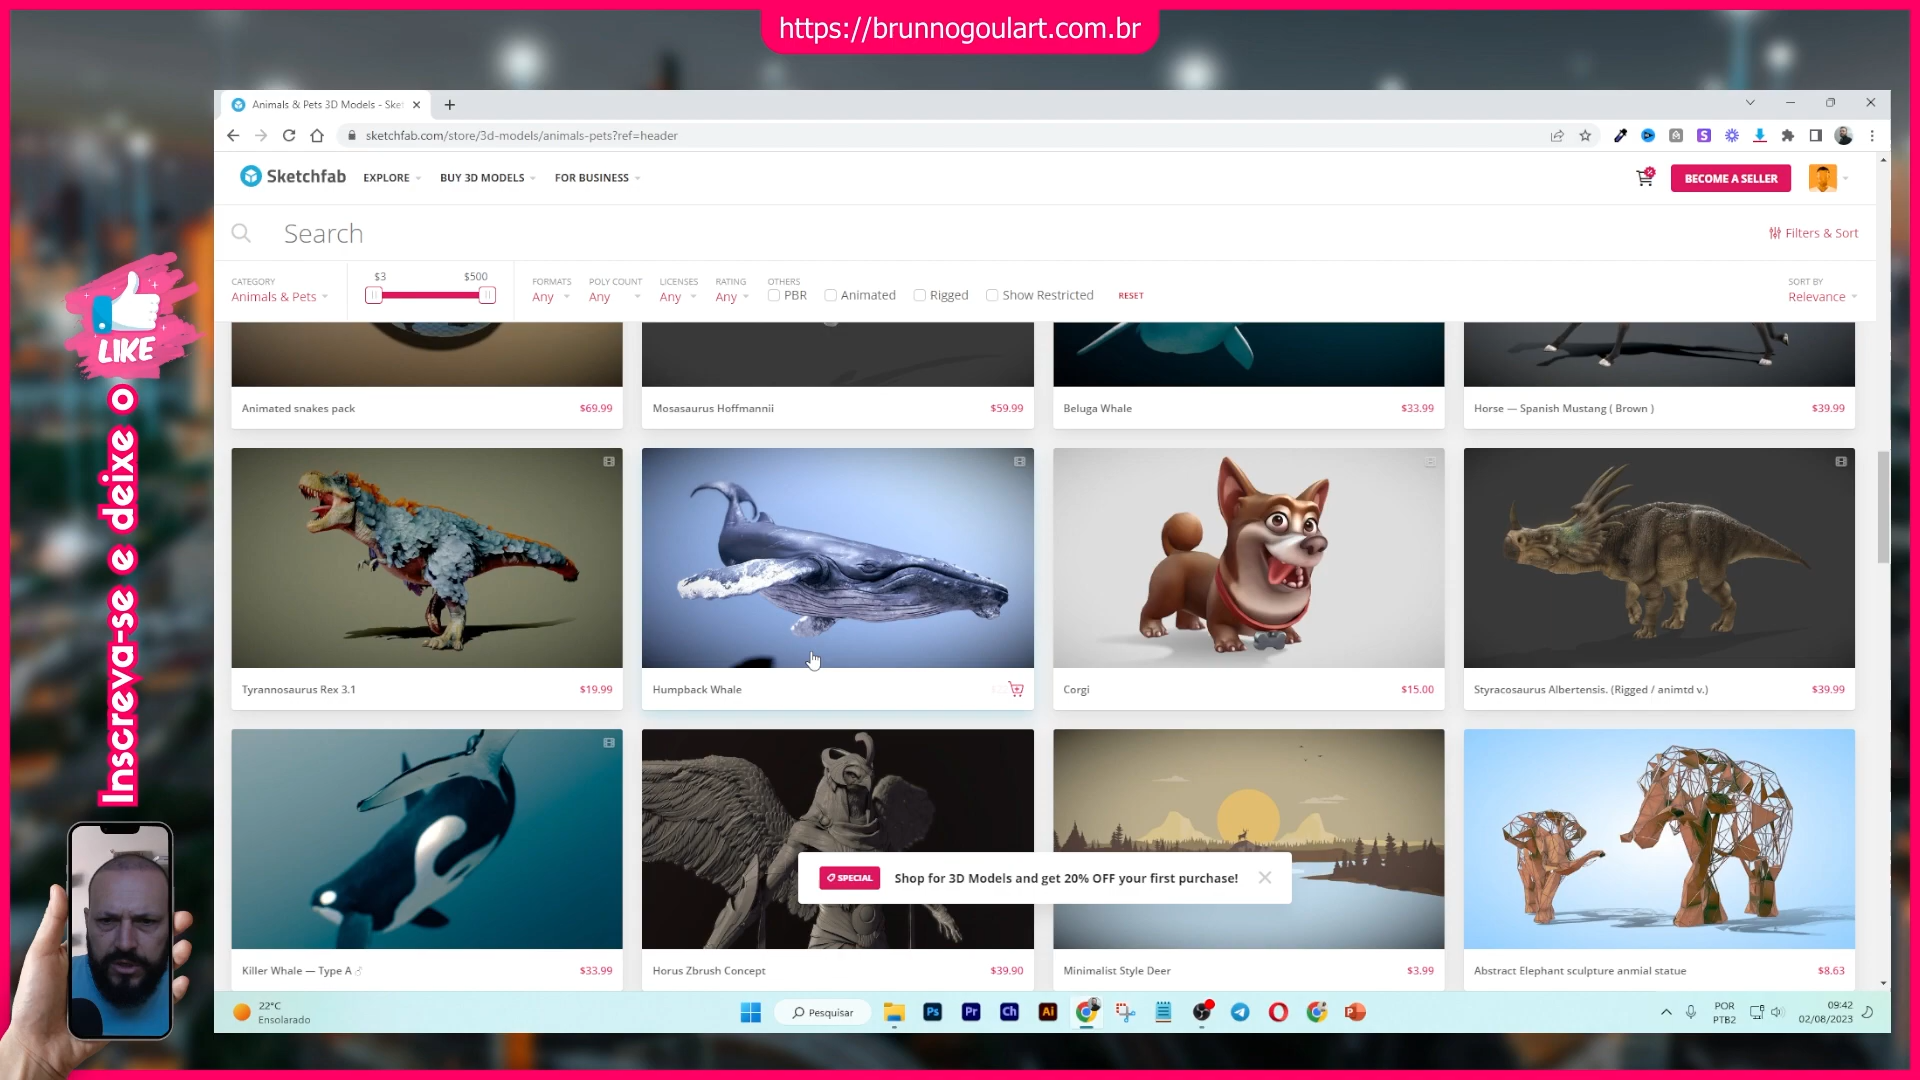 https://brunnogoulart.com.br
Animals & Pets 3D Models - Sket
sketchfab.com/store/3d-models/animals-pets?ref=header
Sketchfab
EXPLORE
BUY 3D MODELS
FOR BUSINESS
BECOME A SELLER
Search
Filters & Sort
CATEGORY
Animals & Pets
$3
$500
FORMATS
Any
POLY COUNT
Any
LICENSES
Any
RATING
Any
OTHERS
PBR
Animated
Rigged
Show Restricted
RESET
SORT BY
Relevance
Animated snakes pack
$69.99
Mosasaurus Hoffmannii
$59.99
Beluga Whale
$33.99
Horse — Spanish Mustang ( Brown )
$39.99
Tyrannosaurus Rex 3.1
$19.99
Humpback Whale
Corgi
$15.00
Styracosaurus Albertensis. (Rigged / animtd v.)
$39.99
SPECIAL
Shop for 3D Models and get 20% OFF your first purchase!
Killer Whale — Type A ♂
$33.99
Horus Zbrush Concept
$39.90
Minimalist Style Deer
$3.99
Abstract Elephant sculpture anmial statue
$8.63
22°C
Ensolarado
Pesquisar
Ps
Pr
Ch
Ai
POR
PTB2
09:42
02/08/2023
LIKE
Inscreva-se e deixe o